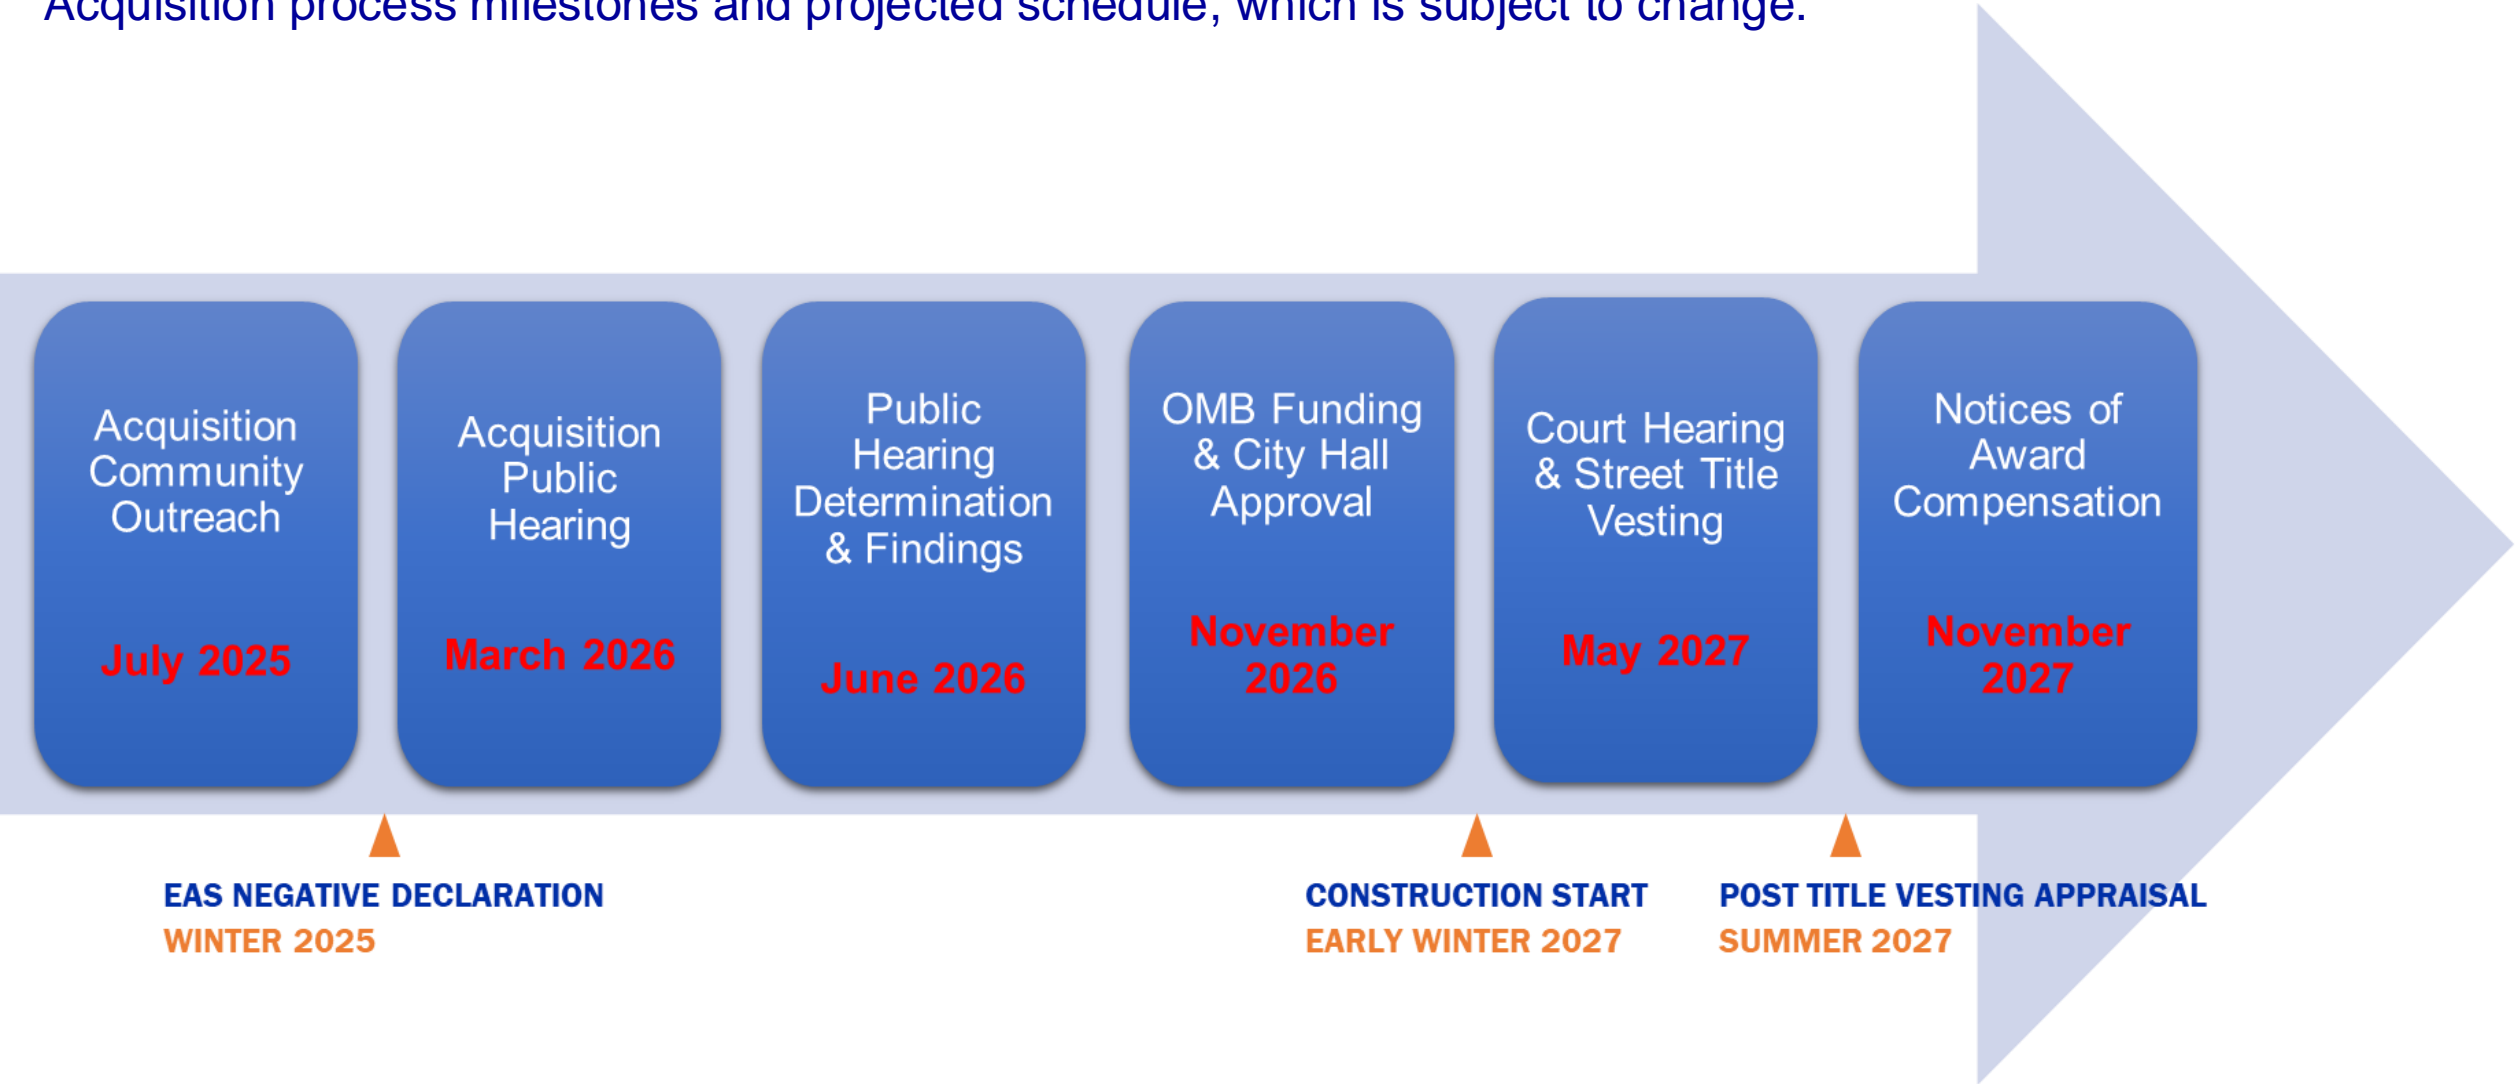 Acquisition process milestones and projected schedule, which is subject to change.
Acquisition
Community
Outreach
July 2025
Acquisition
Public
Hearing
March 2026
Public
Hearing
Determination
& Findings
June 2026
OMB Funding
& City Hall
Approval
November
2026
Court Hearing
& Street Title
Vesting
May 2027
Notices of
Award
Compensation
November
2027
EAS NEGATIVE DECLARATION
WINTER 2025
CONSTRUCTION START
EARLY WINTER 2027
POST TITLE VESTING APPRAISAL
SUMMER 2027